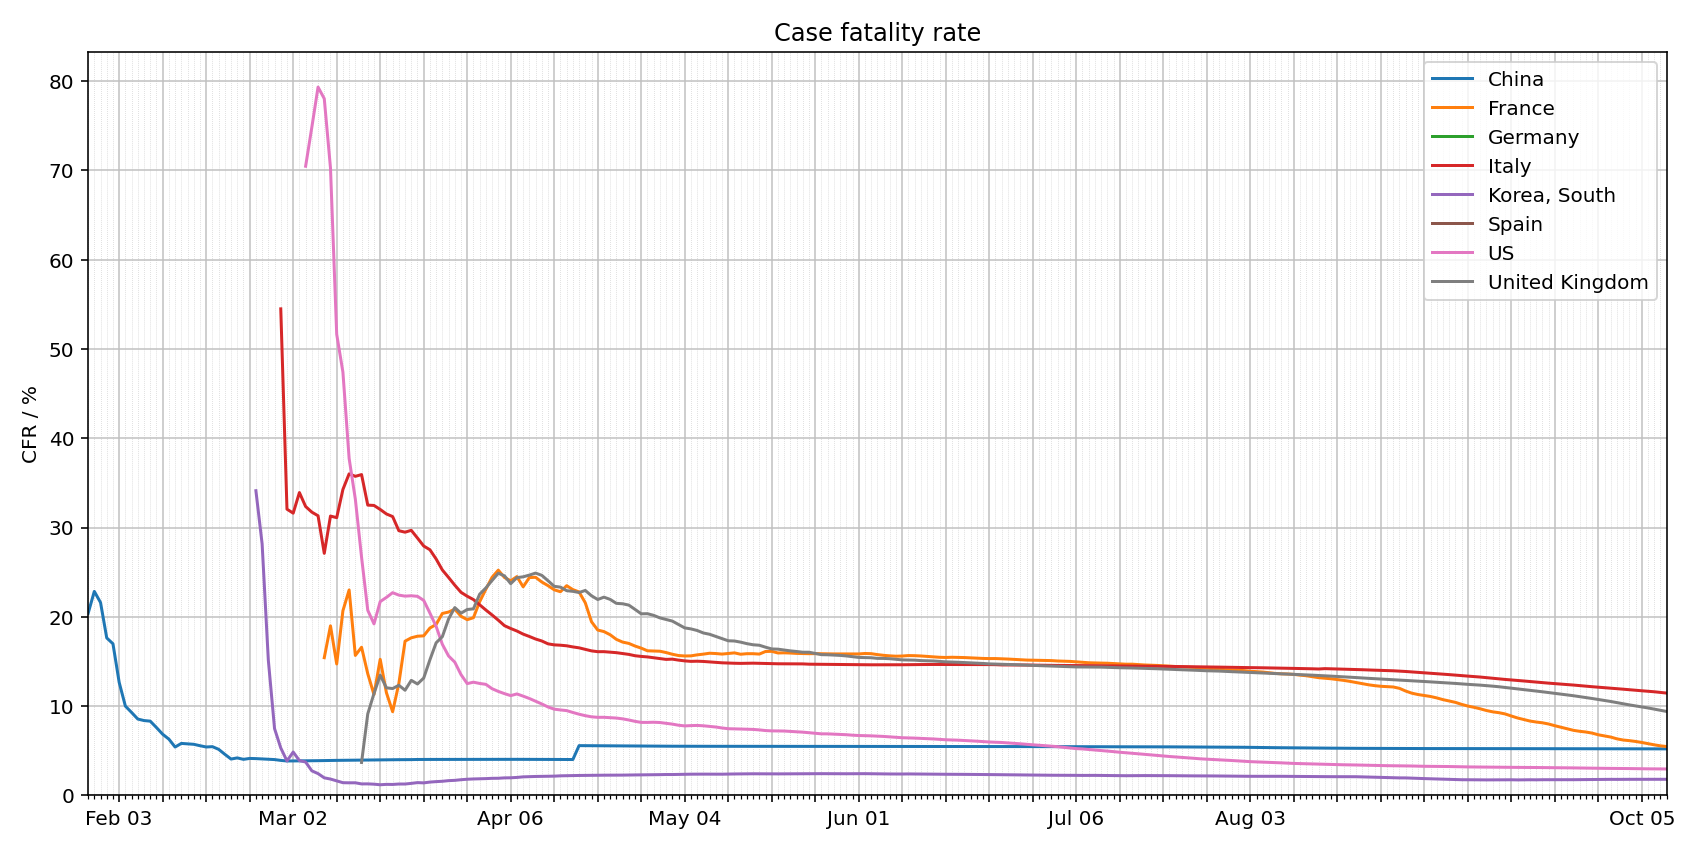 Case fatality rate
CFR / %
80
70
60
50
40
30
20
10
0
China
France
Germany
Italy
Korea, South
Spain
US
United Kingdom
Feb 03 Mar 02 Apr 06 May 04 Jun 01 Jul 06 Aug 03 Oct 05